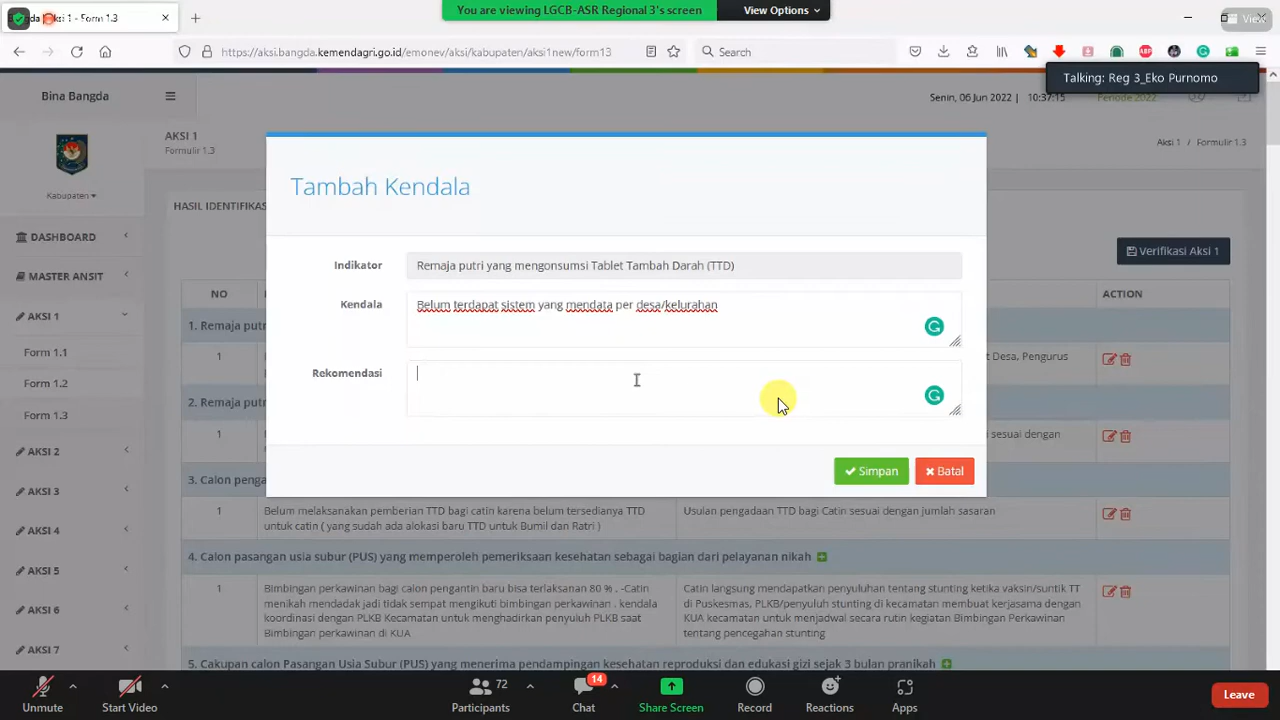 You are viewing LGCB-ASR Regional 3's screen
View Options
Form 1.3
View
https://aksi.bangda.kemendagri.go.id/emonev/aksi/kabupaten/aksi1new/form13
Search
Talking: Reg 3_Eko Purnomo
Bina Bangda
Senin, 06 Jun 2022 | 10:37:15
Periode 2022
AKSI 1
Formulir 1.3
Aksi 1 / Formulir 1.3
Kabupaten
HASIL IDENTIFIKAS
Verifikasi Aksi 1
DASHBOARD
MASTER ANSIT
AKSI 1
Form 1.1
Form 1.2
Form 1.3
AKSI 2
AKSI 3
AKSI 4
AKSI 5
AKSI 6
AKSI 7
Tambah Kendala
Indikator
Remaja putri yang mengonsumsi Tablet Tambah Darah (TTD)
Kendala
Belum terdapat sistem yang mendata per desa/kelurahan
Rekomendasi
Simpan
Batal
NO
ACTION
1. Remaja putr
1
t Desa, Pengurus
2. Remaja put
1
n sesuai dengan
3. Calon penga
1
Belum melaksanakan pemberian TTD bagi catin karena belum tersedianya TTD
untuk catin ( yang sudah ada alokasi baru TTD untuk Bumil dan Ratri )
Usulan pengadaan TTD bagi Catin sesuai dengan jumlah sasaran
4. Calon pasangan usia subur (PUS) yang memperoleh pemeriksaan kesehatan sebagai bagian dari pelayanan nikah
1
Bimbingan perkawinan bagi calon pengantin baru bisa terlaksanan 80 % , -Catin
menikah mendadak jadi tidak sempat mengikuti bimbingan perkawinan . kendala
koordinasi dengan PLKB Kecamatan untuk menghadirkan penyuluh PLKB saat
Bimbingan perkawinan di KUA
Catin langsung mendapatkan penyuluhan tentang stunting ketika vaksin/suntik TT
di Puskesmas, PLKB/penyuluh stunting di kecamatan membuat kerjasama dengan
KUA kecamatan untuk menjadwal secara rutin kegiatan Bimbingan Perkawinan
tentang pencegahan stunting
5. Cakupan calon Pasangan Usia Subur (PUS) yang menerima pendampingan kesehatan reproduksi dan edukasi gizi sejak 3 bulan pranikah
Unmute
Start Video
72
Participants
14
Chat
Share Screen
Record
Reactions
Apps
Leave